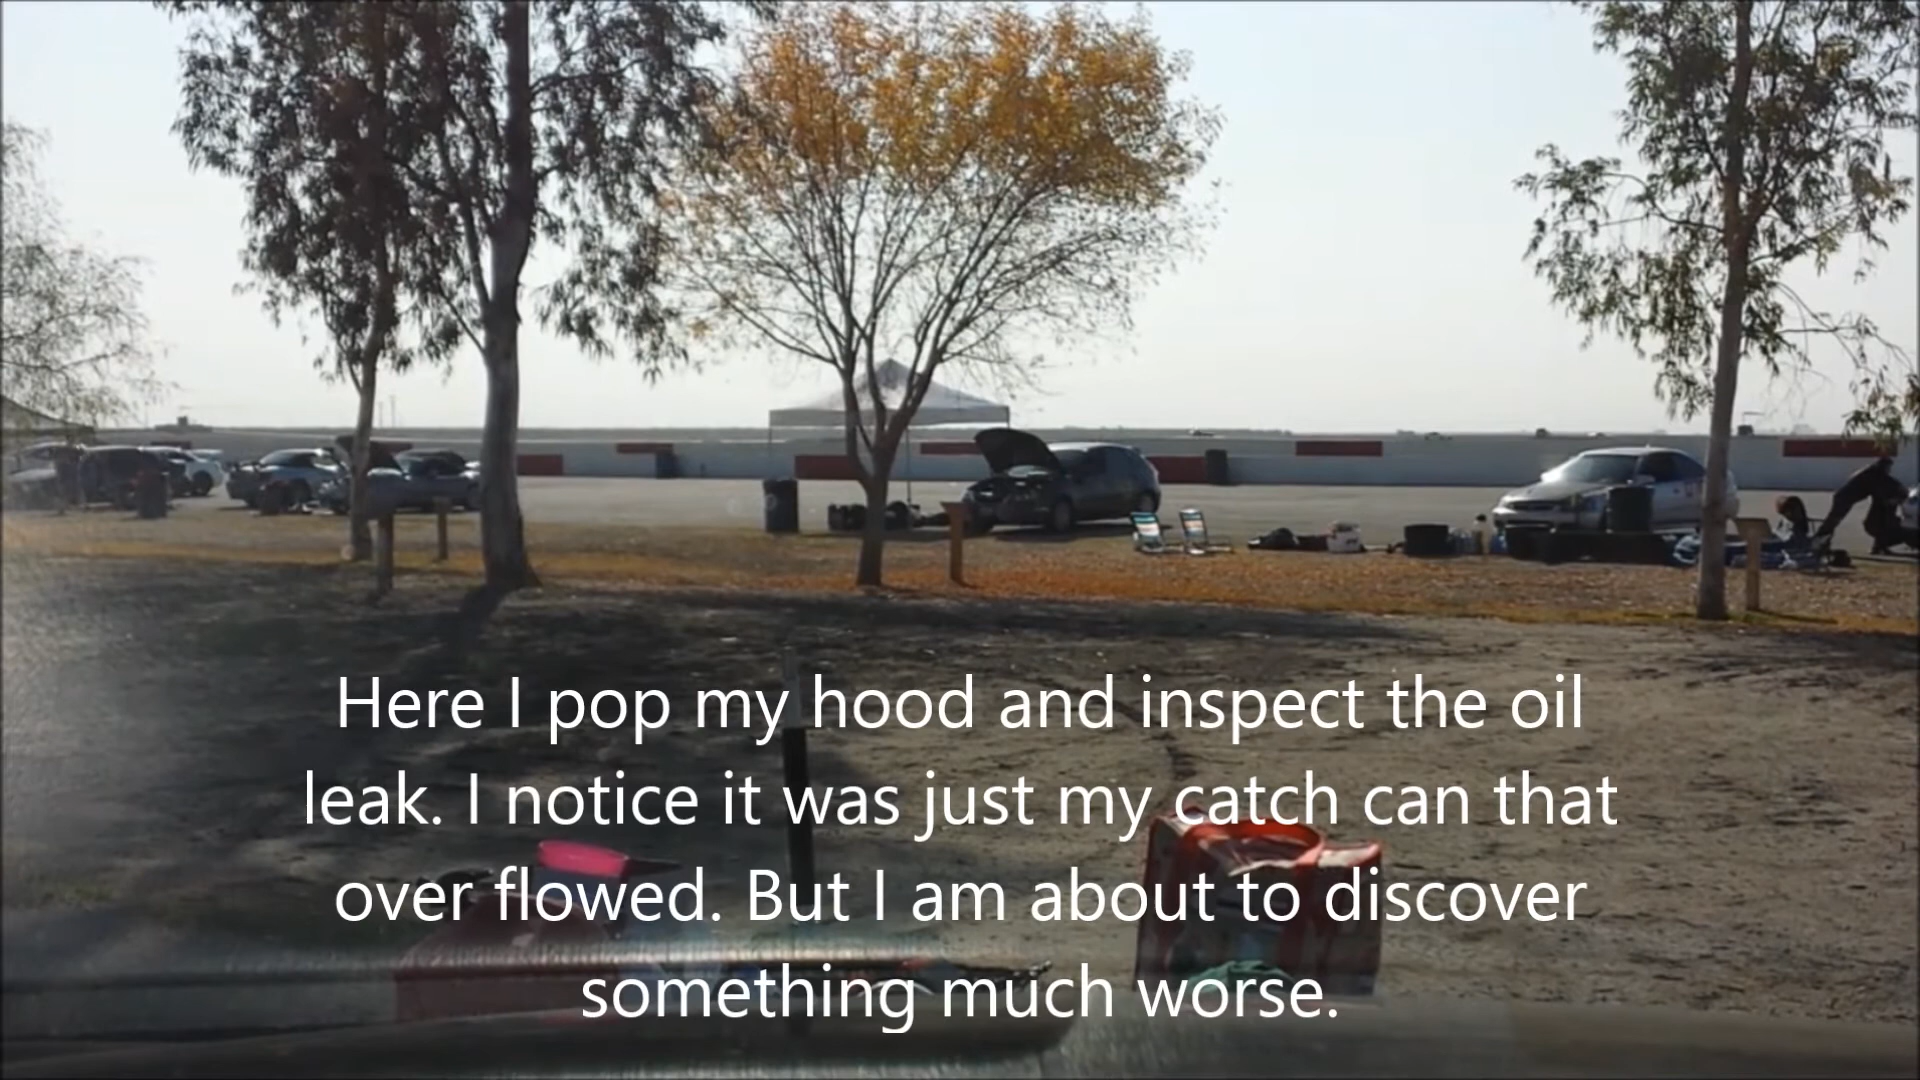 Here I pop my hood and inspect the oil
leak. I notice it was just my catch can that
over flowed. But I am about to discover
something much worse.